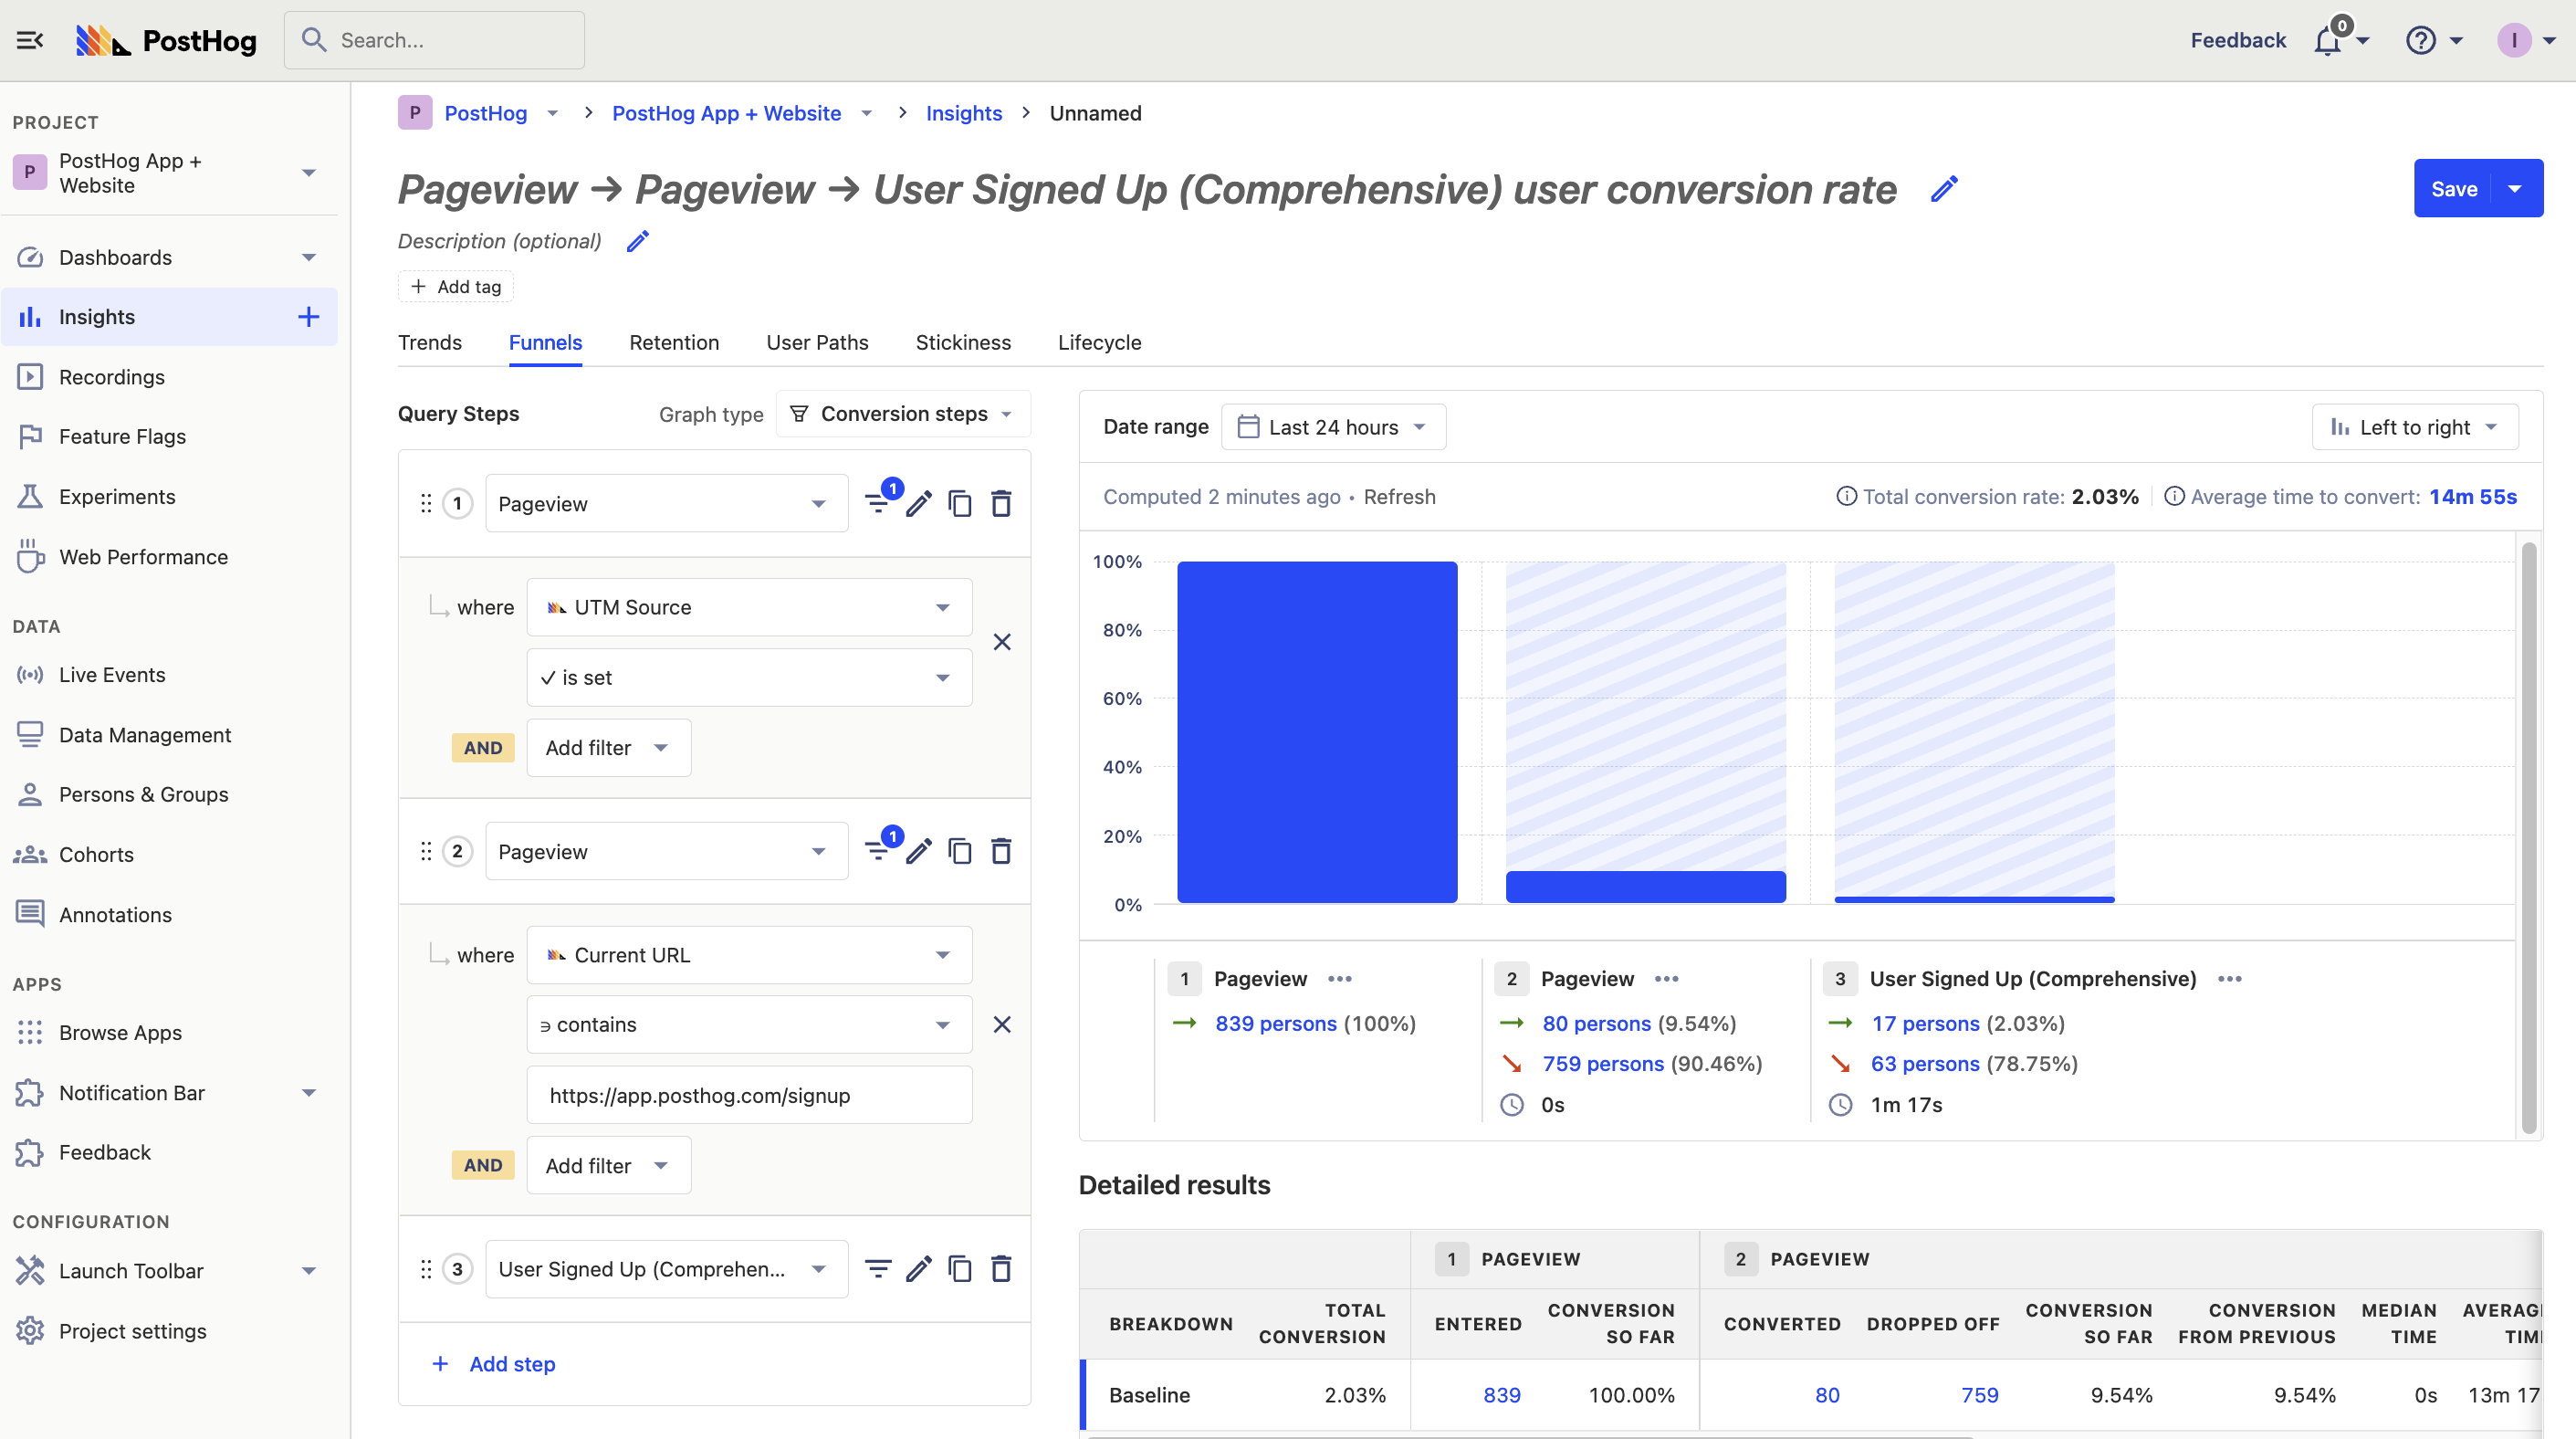 PostHog
Search...
Feedback
0
I
PROJECT
P
PostHog App +
Website
Dashboards
Insights
Recordings
Feature Flags
Experiments
Web Performance
DATA
Live Events
Data Management
Persons & Groups
Cohorts
Annotations
APPS
Browse Apps
Notification Bar
Feedback
CONFIGURATION
Launch Toolbar
Project settings
P PostHog PostHog App + Website Insights Unnamed
Pageview → Pageview → User Signed Up (Comprehensive) user conversion rate
Save
Description (optional)
+ Add tag
Trends Funnels Retention User Paths Stickiness Lifecycle
Query Steps Graph type Conversion steps
1 Pageview 1
where UTM Source
✓ is set
AND Add filter
2 Pageview 1
where Current URL
∋ contains
https://app.posthog.com/signup
AND Add filter
3 User Signed Up (Comprehen...
+ Add step
Date range Last 24 hours Left to right
Computed 2 minutes ago • Refresh Total conversion rate: 2.03% Average time to convert: 14m 55s
100%
80%
60%
40%
20%
0%
1 Pageview
839 persons (100%)
2 Pageview
80 persons (9.54%)
759 persons (90.46%)
0s
3 User Signed Up (Comprehensive)
17 persons (2.03%)
63 persons (78.75%)
1m 17s
Detailed results
1 PAGEVIEW 2 PAGEVIEW
BREAKDOWN TOTAL CONVERSION ENTERED CONVERSION SO FAR CONVERTED DROPPED OFF CONVERSION SO FAR CONVERSION FROM PREVIOUS MEDIAN TIME
Baseline 2.03% 839 100.00% 80 759 9.54% 9.54% 0s 13m 17